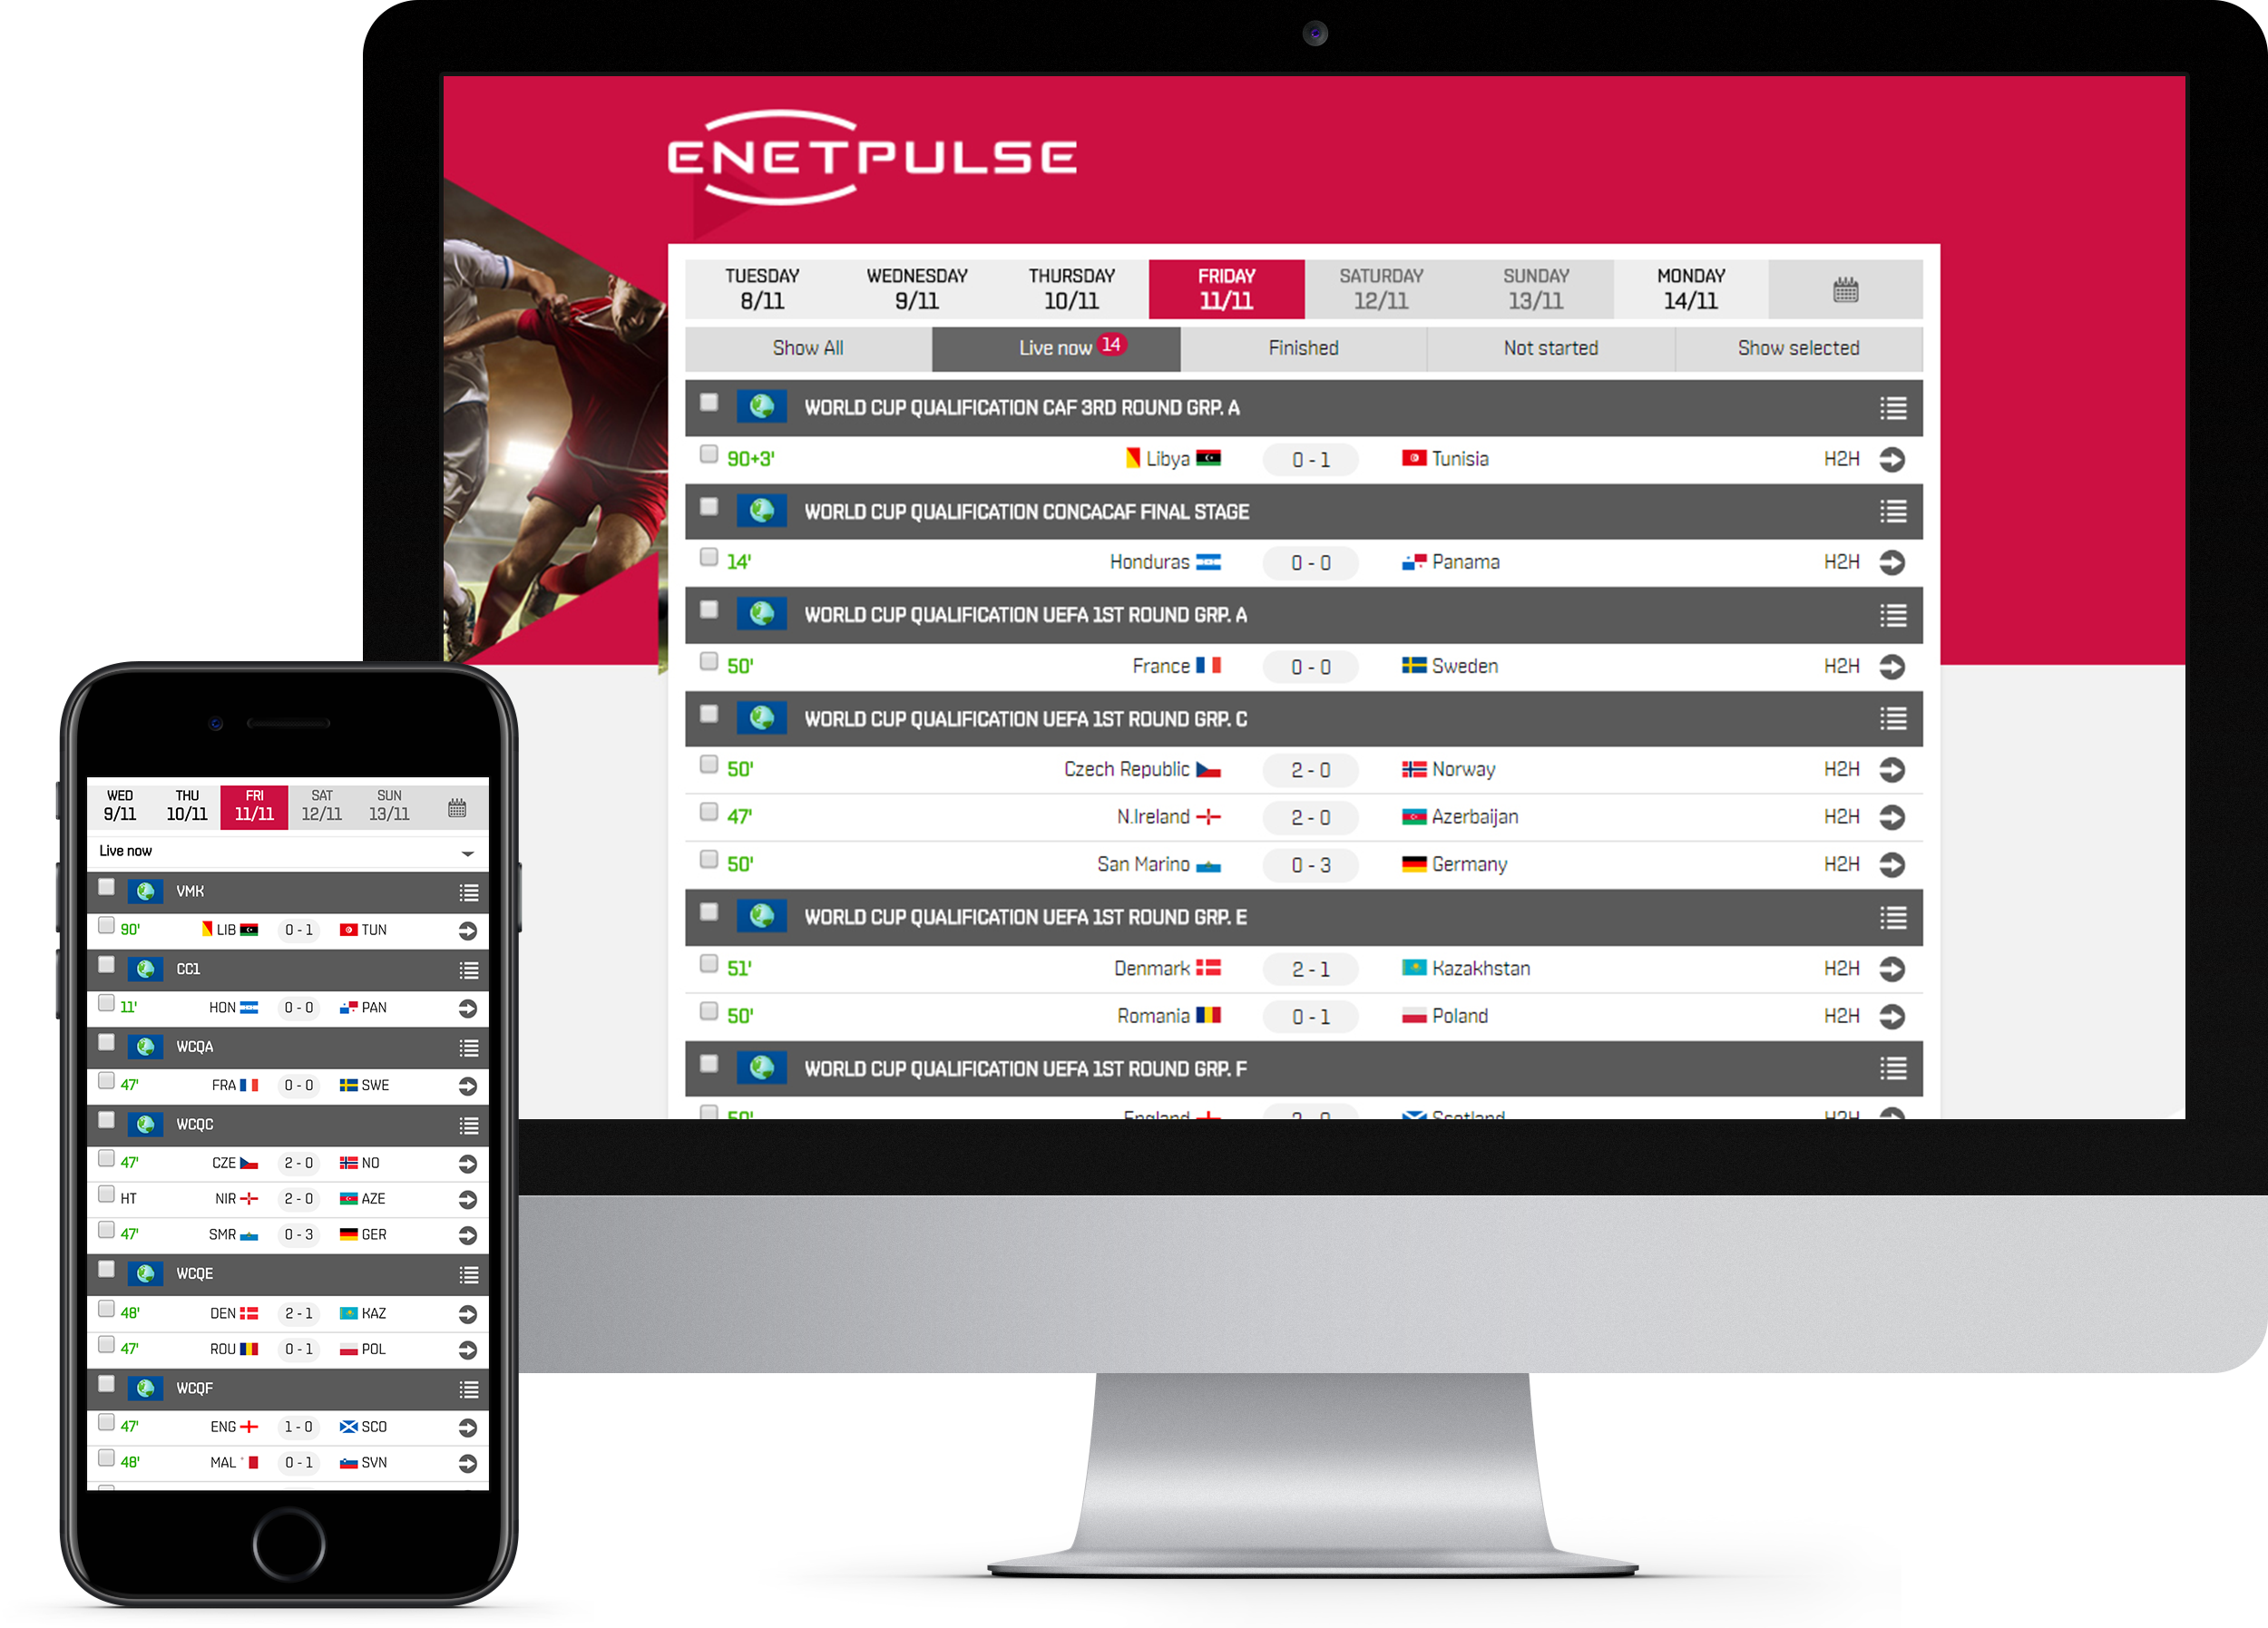 ENETPULSE
TUESDAY WEDNESDAY THURSDAY FRIDAY SATURDAY SUNDAY MONDAY
8/11 9/11 10/11 11/11 12/11 13/11 14/11
Show All Live now 14 Finished Not started Show selected
WORLD CUP QUALIFICATION CAF 3RD ROUND GRP. A
90+3' Libya 0 - 1 Tunisia H2H
WORLD CUP QUALIFICATION CONCACAF FINAL STAGE
14' Honduras 0 - 0 Panama H2H
WORLD CUP QUALIFICATION UEFA 1ST ROUND GRP. A
50' France 0 - 0 Sweden H2H
WORLD CUP QUALIFICATION UEFA 1ST ROUND GRP. C
50' Czech Republic 2 - 0 Norway H2H
47' N.Ireland 2 - 0 Azerbaijan H2H
50' San Marino 0 - 3 Germany H2H
WORLD CUP QUALIFICATION UEFA 1ST ROUND GRP. E
51' Denmark 2 - 1 Kazakhstan H2H
50' Romania 0 - 1 Poland H2H
WORLD CUP QUALIFICATION UEFA 1ST ROUND GRP. F
50' England Scotland H2H
WED THU FRI SAT SUN
9/11 10/11 11/11 12/11 13/11
Live now
VMK
90' LIB 0 - 1 TUN
CC1
11' HON 0 - 0 PAN
WCQA
47' FRA 0 - 0 SWE
WCQC
47' CZE 2 - 0 NO
HT NIR 2 - 0 AZE
47' SMR 0 - 3 GER
WCQE
48' DEN 2 - 1 KAZ
47' ROU 0 - 1 POL
WCQF
47' ENG 1 - 0 SCO
48' MAL 0 - 1 SVN